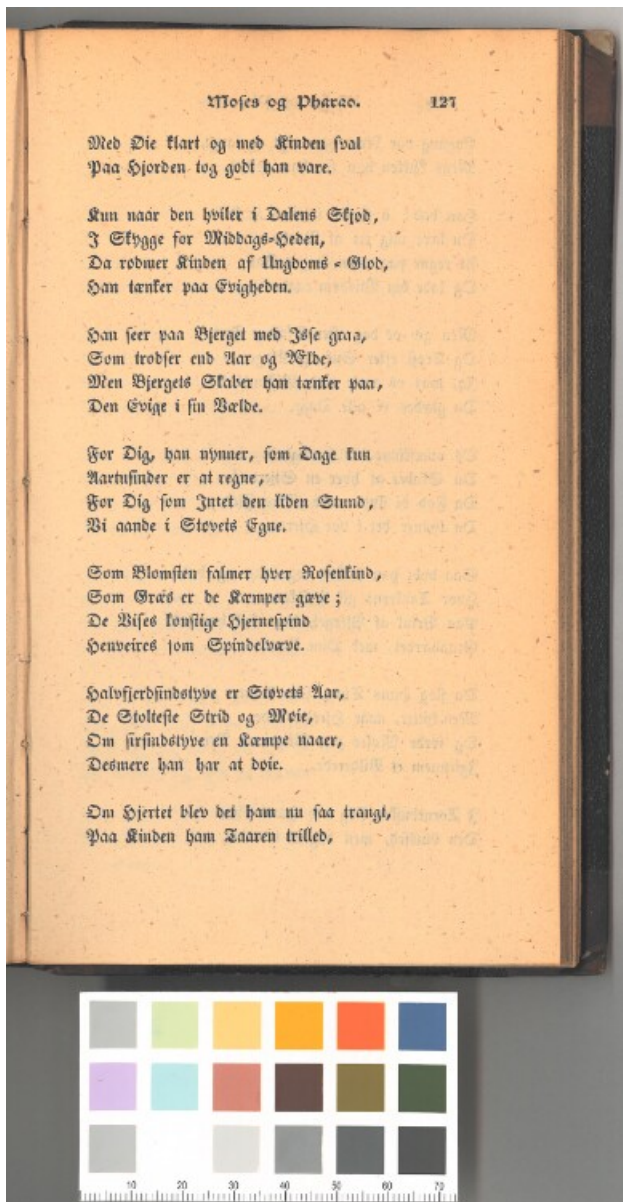 Moses og Pharao. 127
Med Øie klart og med Kinden sval
Paa Hjorden tog godt han vare.
Kun naar den hviler i Dalens Skjød,
I Skygge for Middags-Heden,
Da rødmer Kinden af Ungdoms-Glød,
Han tænker paa Evigheden.
Han seer paa Bjerget med Isse graa,
Som trodser end Aar og Ælde,
Men Bjergets Skaber han tænker paa,
Den Evige i sin Vælde.
For Dig, han nynner, som Dage kun
Aartusinder er at regne,
For Dig som Intet den liden Stund,
Vi aande i Støvets Egne.
Som Blomsten falmer hver Rosenkind,
Som Græs er de Kæmper gæve;
De Vises konstige Hjernespind
Henveires som Spindelvæve.
Halvfjerdsindstyve er Støvets Aar,
De Stolteste Strid og Møie,
Om firsindstyve en Kæmpe naaer,
Desmere han har at døie.
Om Hjertet blev det ham nu saa trangt,
Paa Kinden ham Taaren trilled,
10 20 30 40 50 60 70